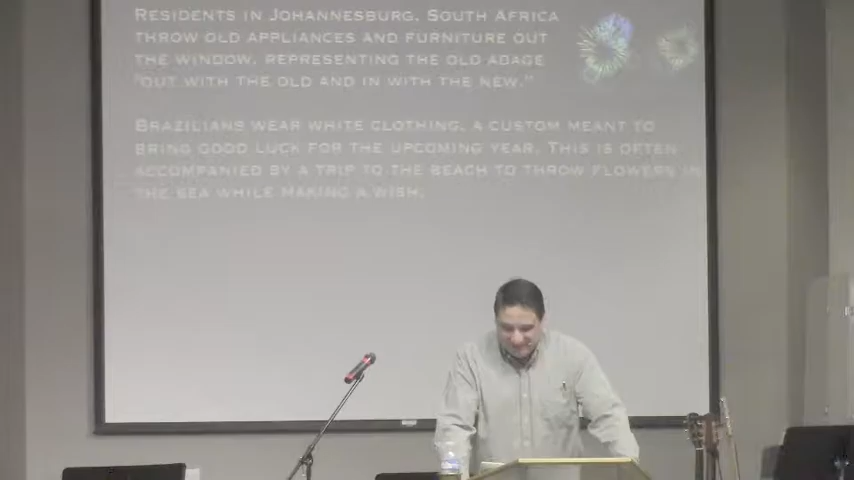 RESIDENTS IN JOHANNESBURG, SOUTH AFRICA
THROW OLD APPLIANCES AND FURNITURE OUT
THE WINDOW, REPRESENTING THE OLD ADAGE
"OUT WITH THE OLD AND IN WITH THE NEW."
BRAZILIANS WEAR WHITE CLOTHING, A CUSTOM MEANT TO
BRING GOOD LUCK FOR THE UPCOMING YEAR. THIS IS OFTEN
ACCOMPANIED BY A TRIP TO THE BEACH TO THROW FLOWERS IN
THE SEA WHILE MAKING A WISH.